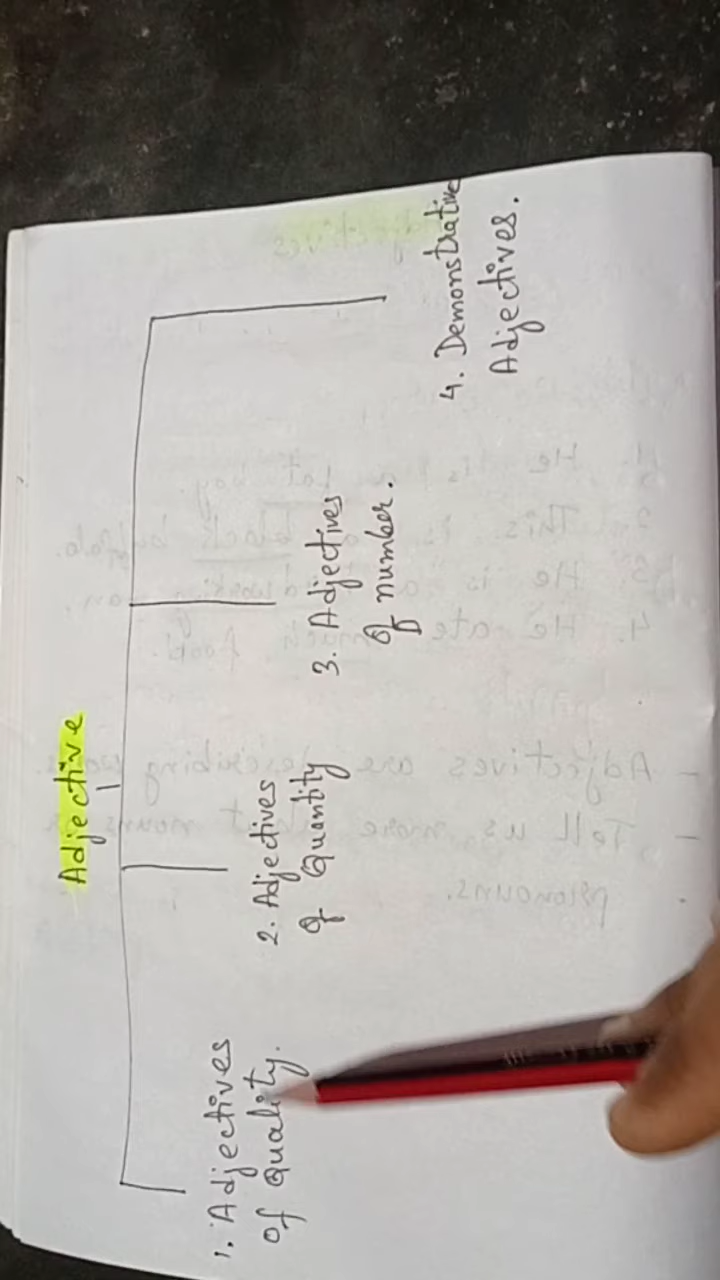 Adjective
1. Adjectives
of Quality.
2. Adjectives
of Quantity
3. Adjectives
of number.
4. Demonstrative
Adjectives.